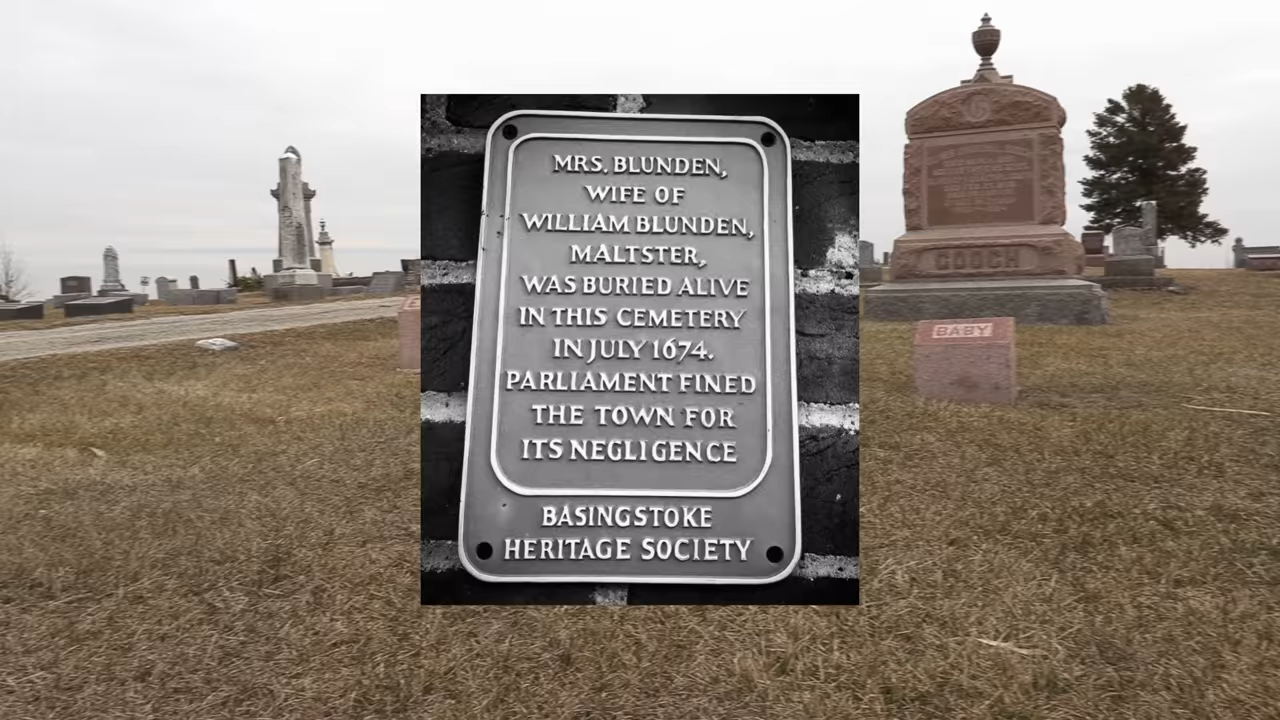 MRS. BLUNDEN,
WIFE OF
WILLIAM BLUNDEN,
MALTSTER,
WAS BURIED ALIVE
IN THIS CEMETERY
IN JULY 1674.
PARLIAMENT FINED
THE TOWN FOR
ITS NEGLIGENCE
BASINGSTOKE
HERITAGE SOCIETY
G
GOOCH
BABY